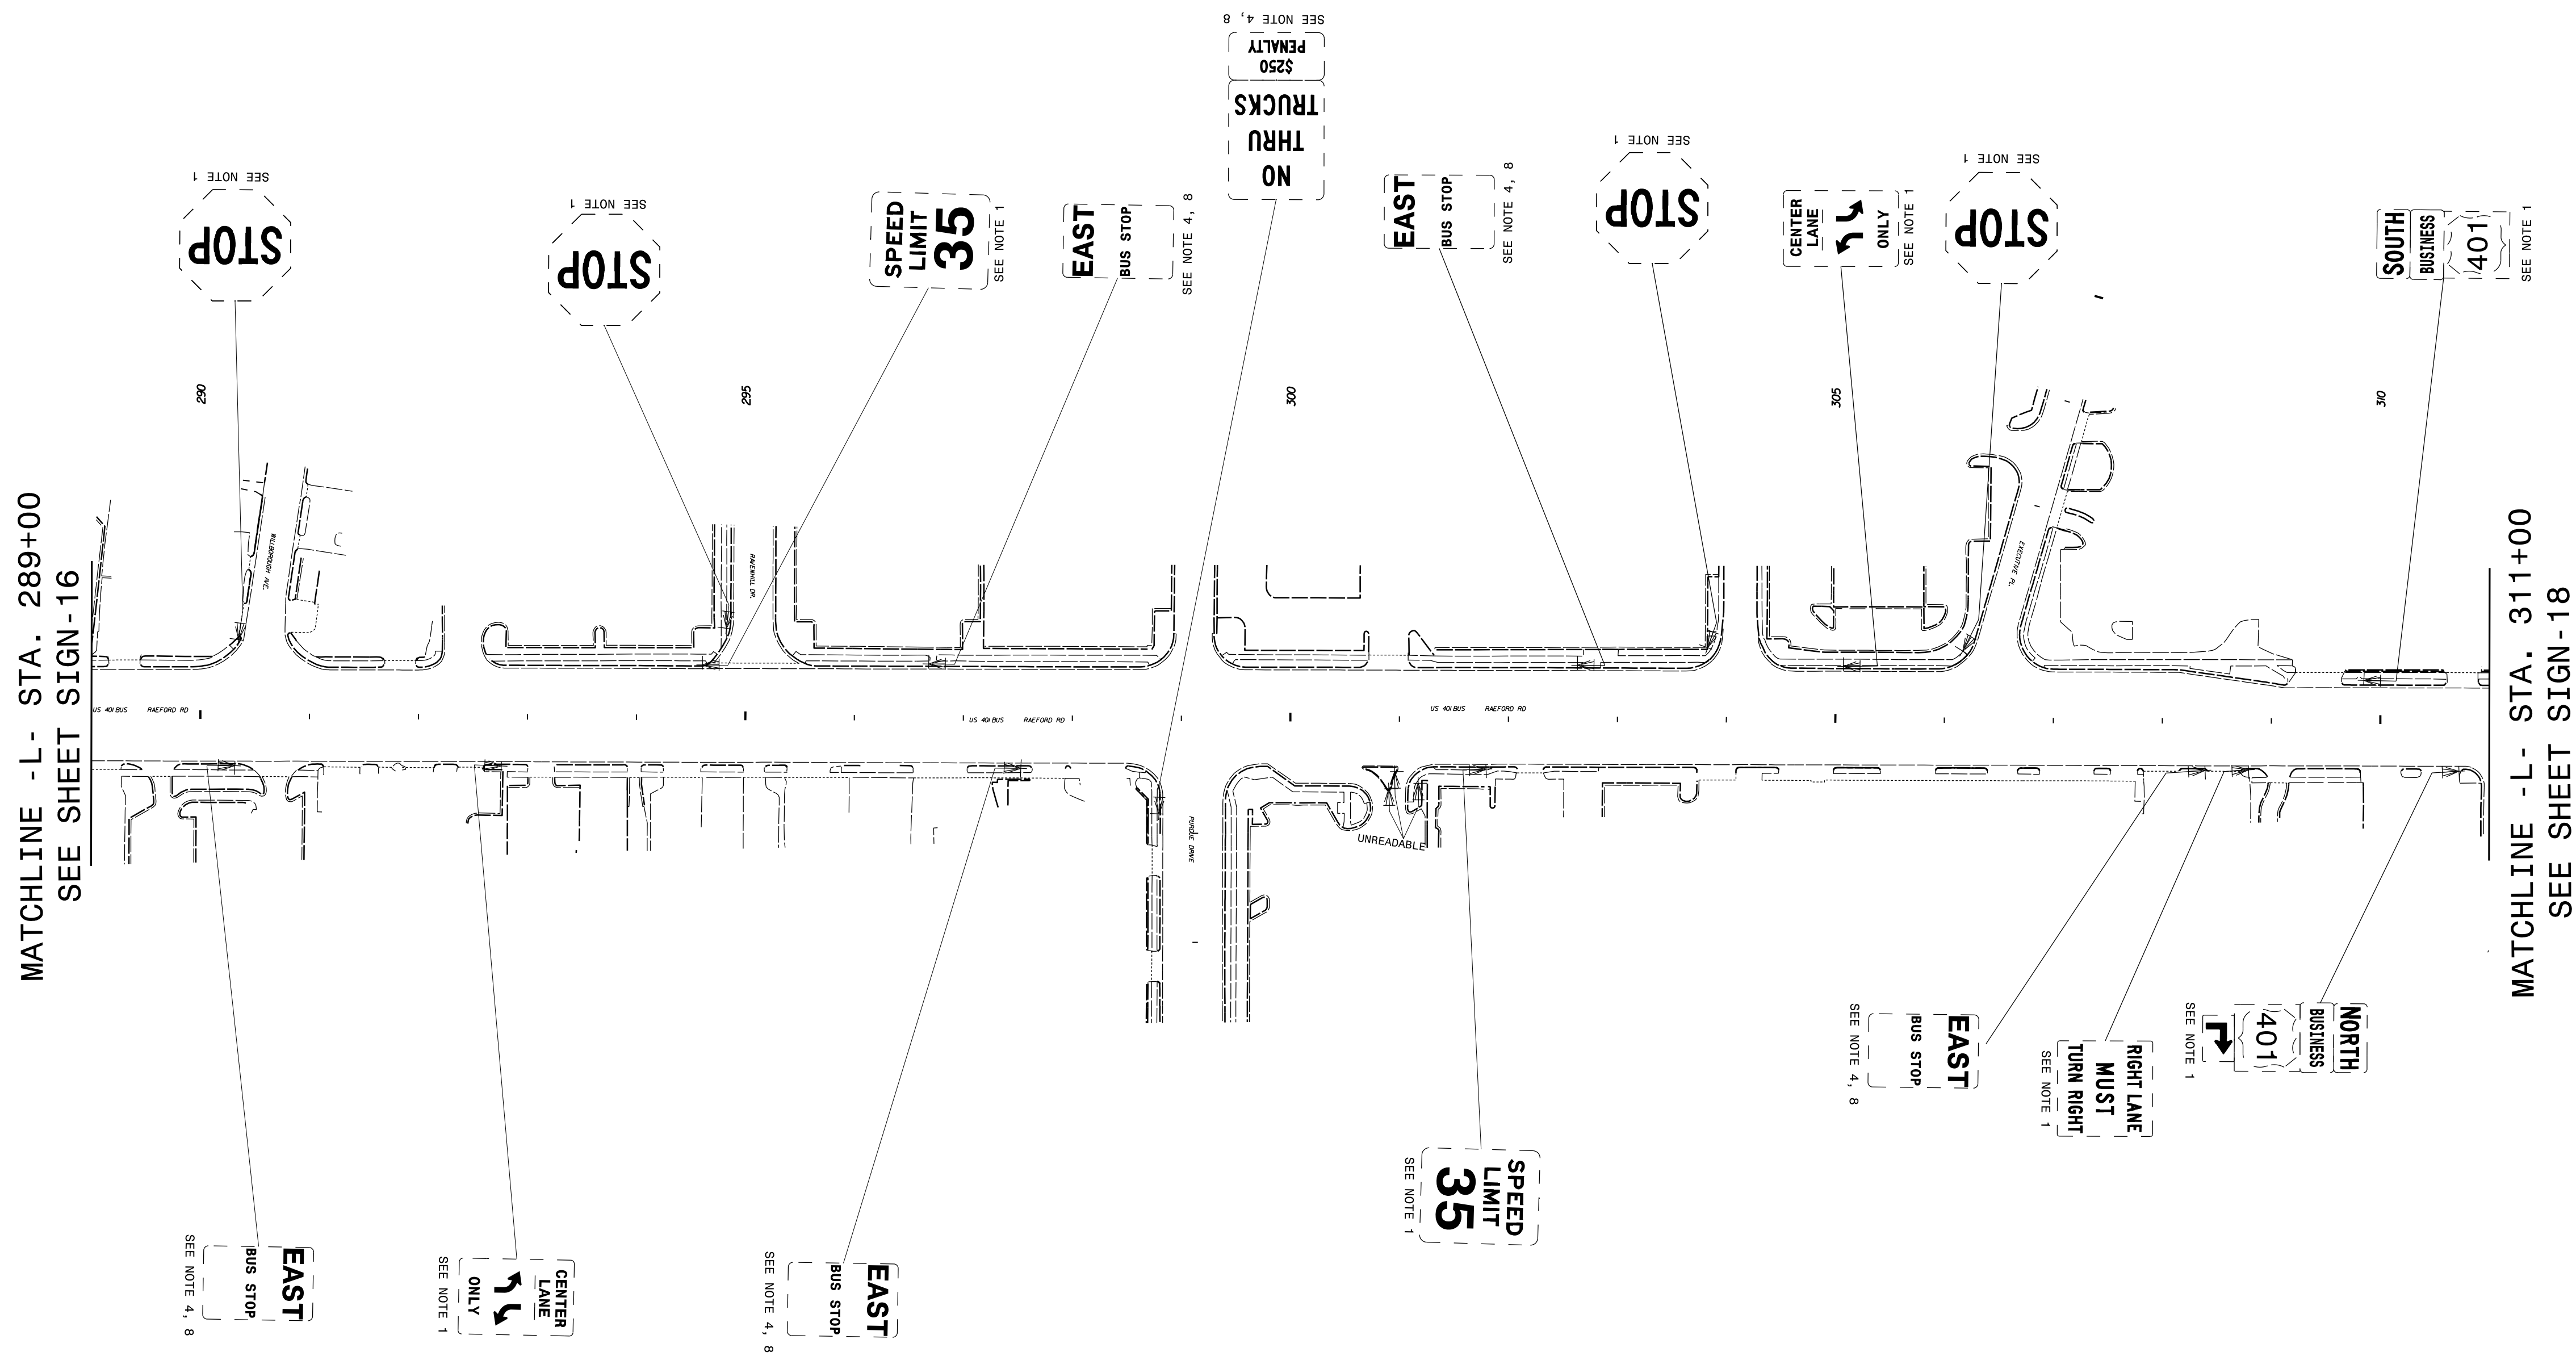 MATCHLINE -L- STA. 289+00
SEE SHEET SIGN-16
SEE NOTE 1
STOP
SEE NOTE 1
STOP
SPEED
LIMIT
35
SEE NOTE 1
EAST
BUS STOP
SEE NOTE 4, 8
NO
THRU
TRUCKS
$250
PENALTY
SEE NOTE 4, 8
EAST
BUS STOP
SEE NOTE 4, 8
SEE NOTE 1
STOP
CENTER
LANE
ONLY
SEE NOTE 1
SEE NOTE 1
STOP
SOUTH
BUSINESS
401
SEE NOTE 1
290
295
300
305
310
WILLBOROUGH AVE.
RAVENHILL DR.
EXECUTIVE PL.
US 401 BUS RAEFORD RD
US 401 BUS RAEFORD RD
US 401 BUS RAEFORD RD
PURDUE DRIVE
UNREADABLE
EAST
BUS STOP
SEE NOTE 4, 8
CENTER
LANE
ONLY
SEE NOTE 1
EAST
BUS STOP
SEE NOTE 4, 8
SPEED
LIMIT
35
SEE NOTE 1
EAST
BUS STOP
SEE NOTE 4, 8
RIGHT LANE
MUST
TURN RIGHT
SEE NOTE 1
NORTH
BUSINESS
401
SEE NOTE 1
MATCHLINE -L- STA. 311+00
SEE SHEET SIGN-18